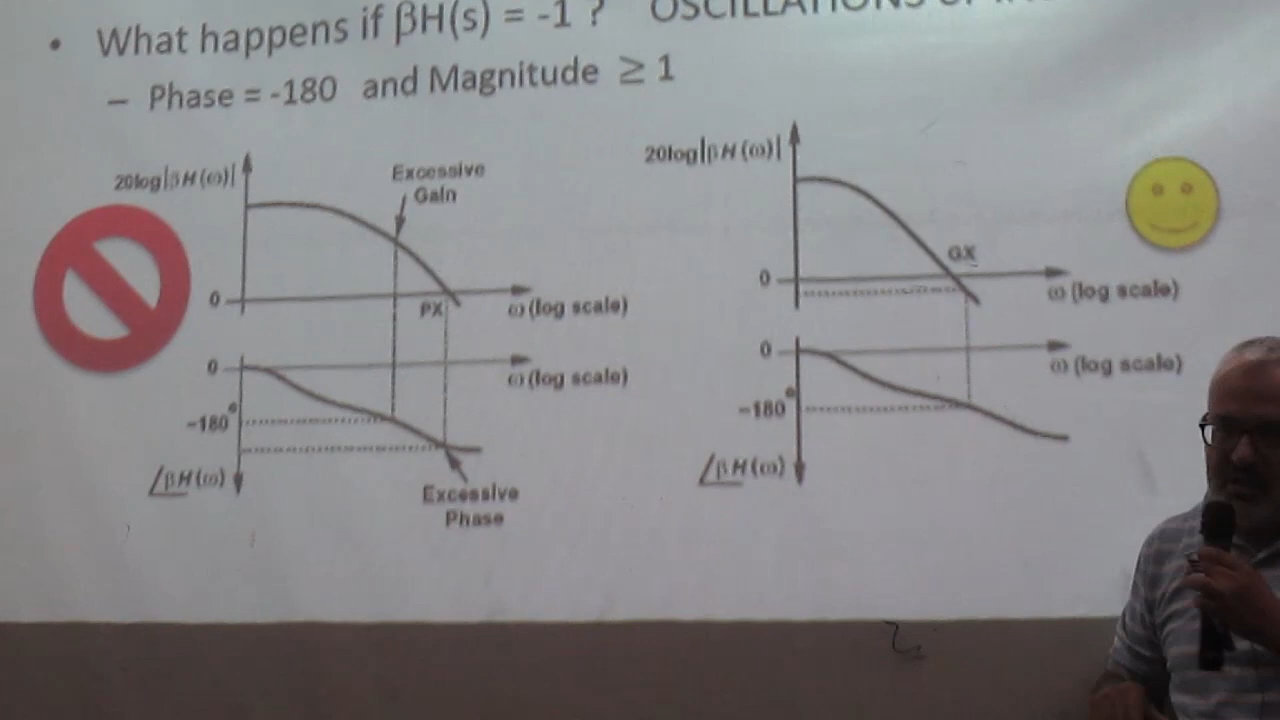 • What happens if βH(s) = -1 ? OSCILLATIONS
– Phase = -180 and Magnitude ≥ 1
20log|βH(ω)|
Excessive
Gain
0
PX
ω (log scale)
0
ω (log scale)
-180°
∠βH(ω)
Excessive
Phase
20log|βH(ω)|
GX
0
ω (log scale)
0
ω (log scale)
-180°
∠βH(ω)